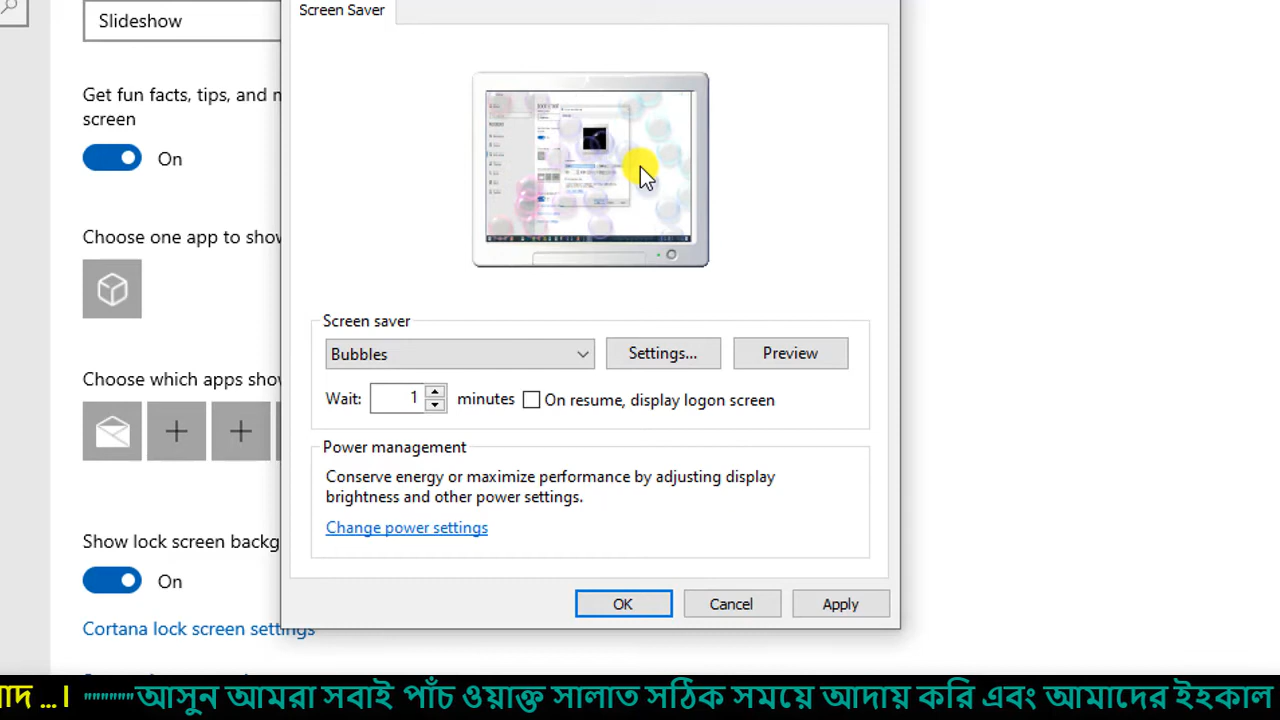 Screen Saver
Slideshow
Get fun facts, tips, and
screen
On
Choose one app to
Screen saver
Bubbles
Settings...
Preview
Choose which apps
Wait:
1
minutes
On resume, display logon screen
Power management
Conserve energy or maximize performance by adjusting display
brightness and other power settings.
Change power settings
Show lock screen
On
OK
Cancel
Apply
Cortana lock screen settings
... । """"""আসুন আমরা সবাই পাঁচ ওয়াক্ত সালাত সঠিক সময়ে আদায় করি এবং আমাদের ইহকাল